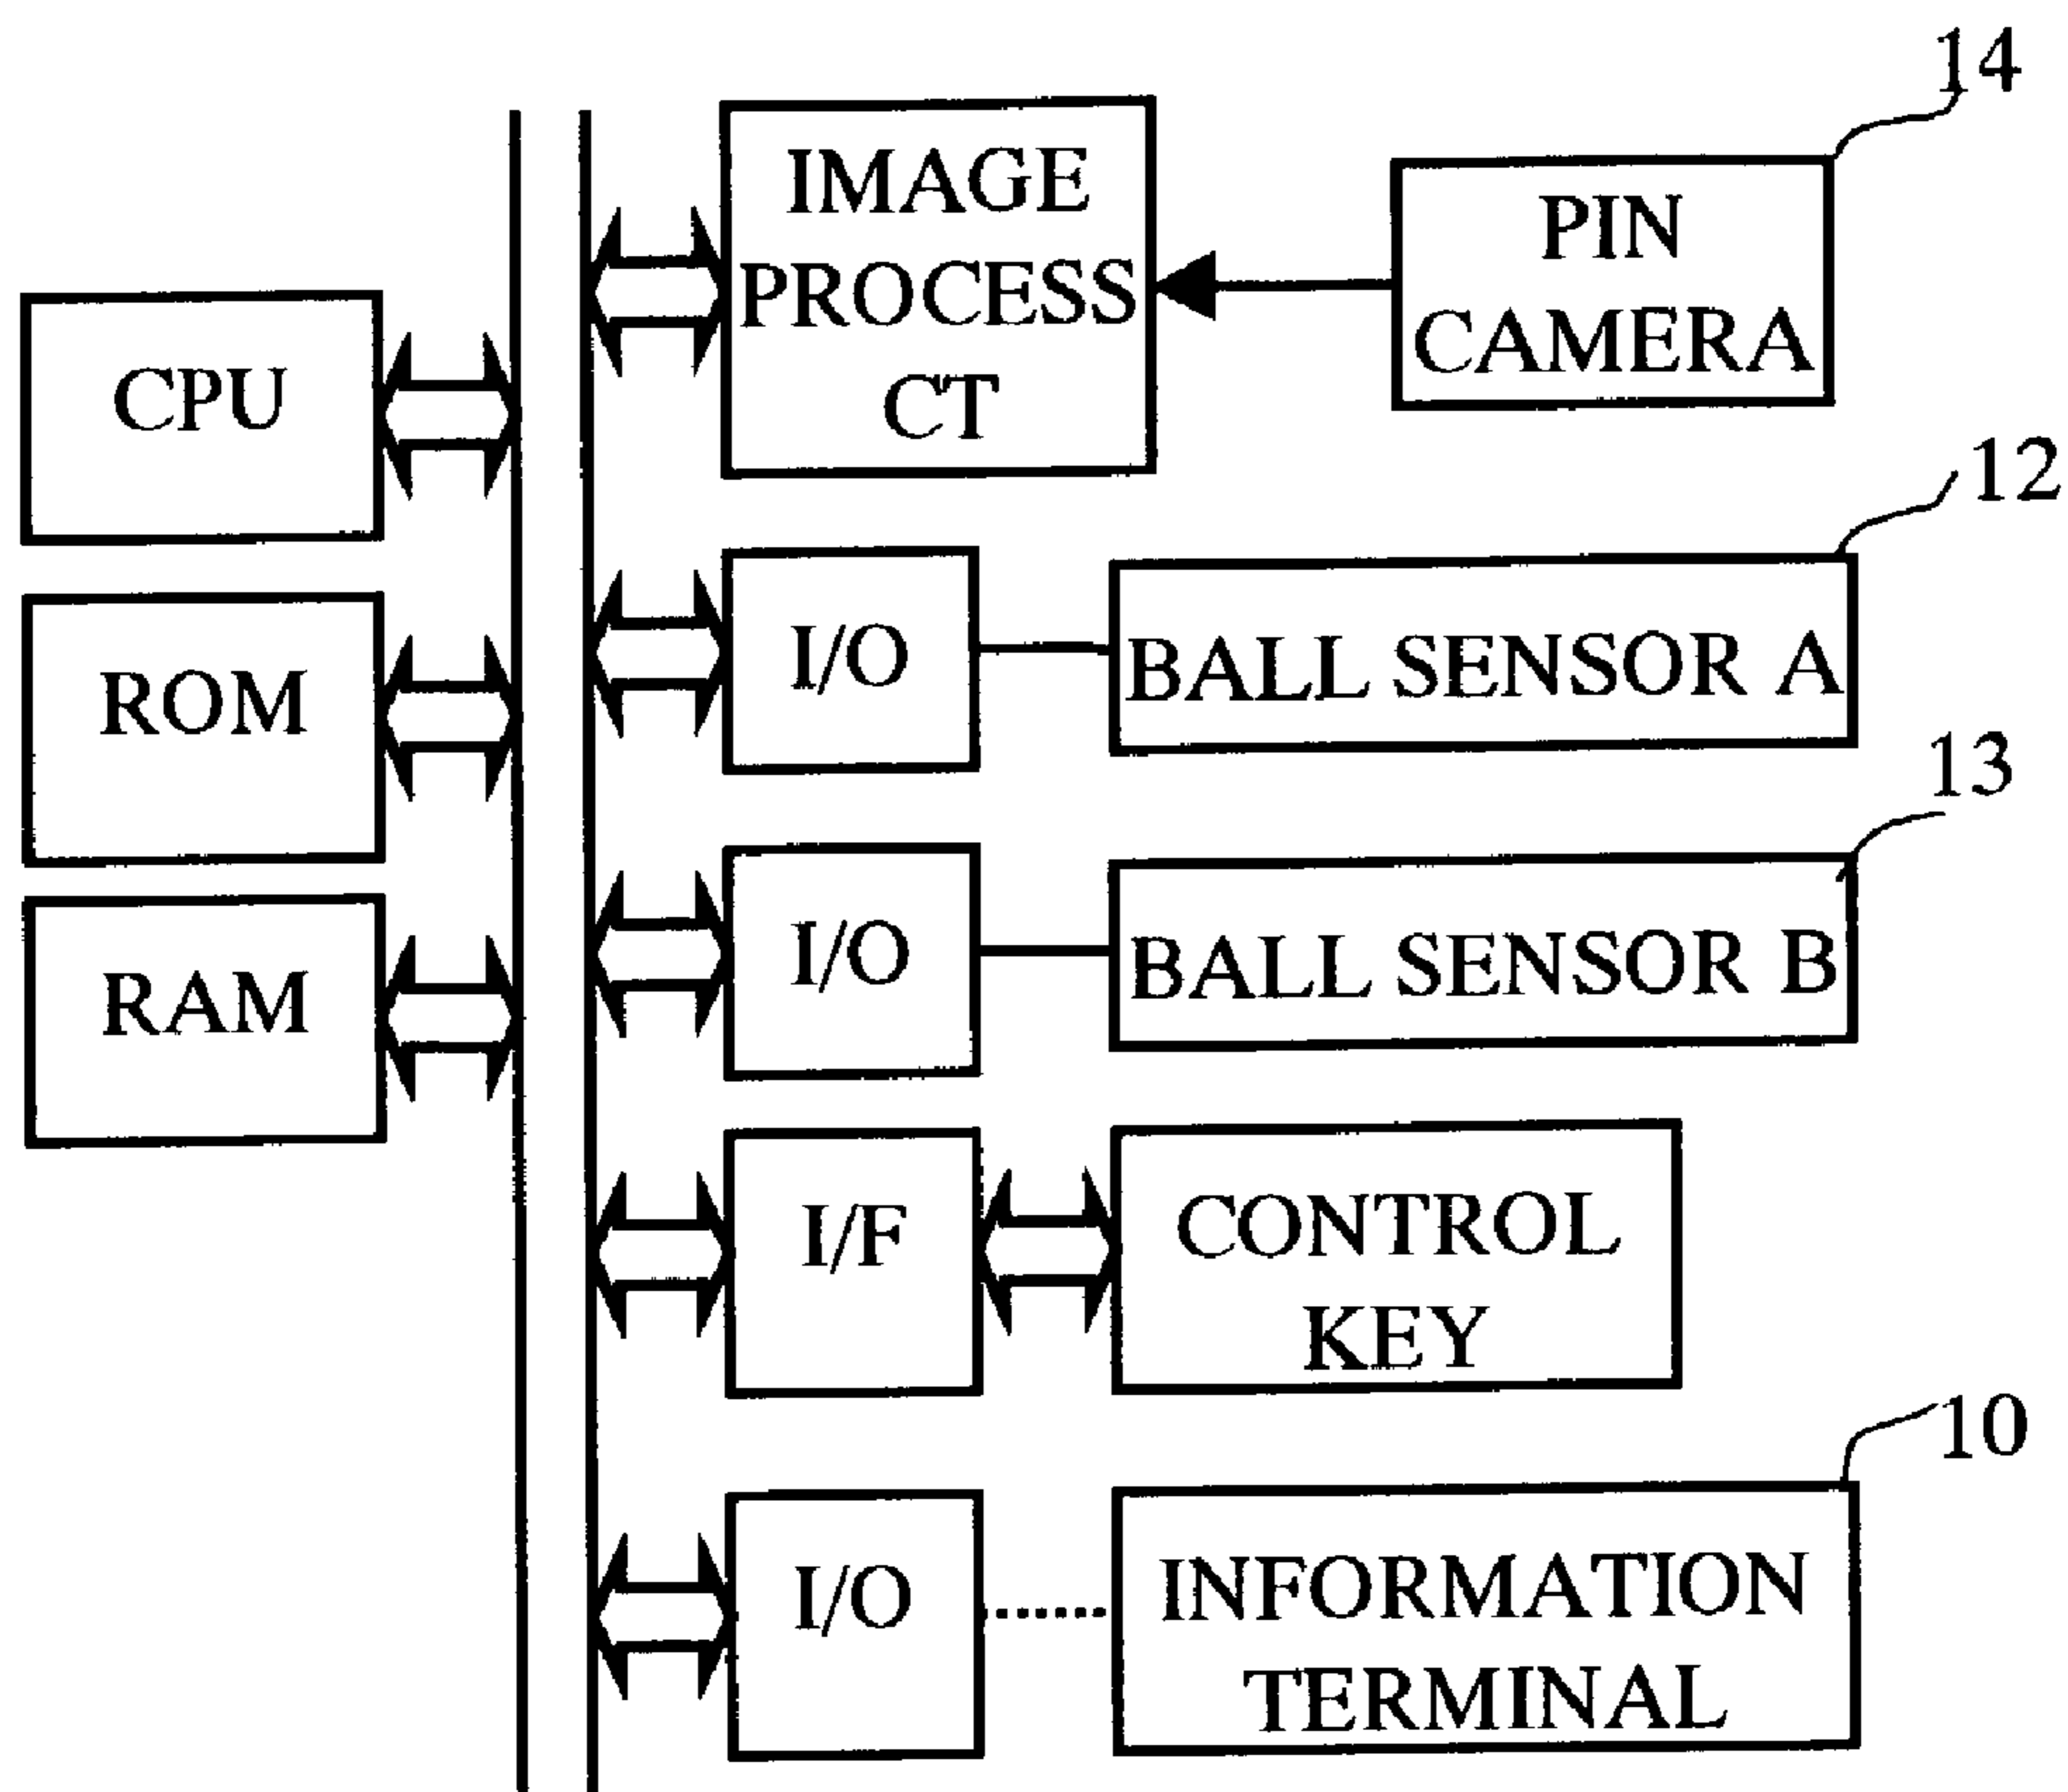 14
IMAGE
PROCESS
CT
PIN
CAMERA
CPU
12
I/O
BALL SENSOR A
ROM
13
I/O
BALL SENSOR B
RAM
I/F
CONTROL
KEY
10
I/O
INFORMATION
TERMINAL